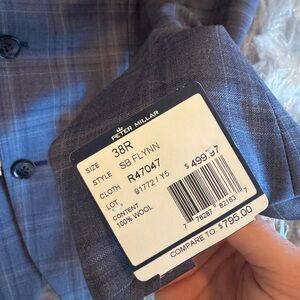 PETER MILLAR
SIZE 38R
STYLE SB FLYNN
CLOTH R47047 $ 499.97
LOT 91772 / Y5
CONTENT
100% WOOL
COMPARE TO: $795.00